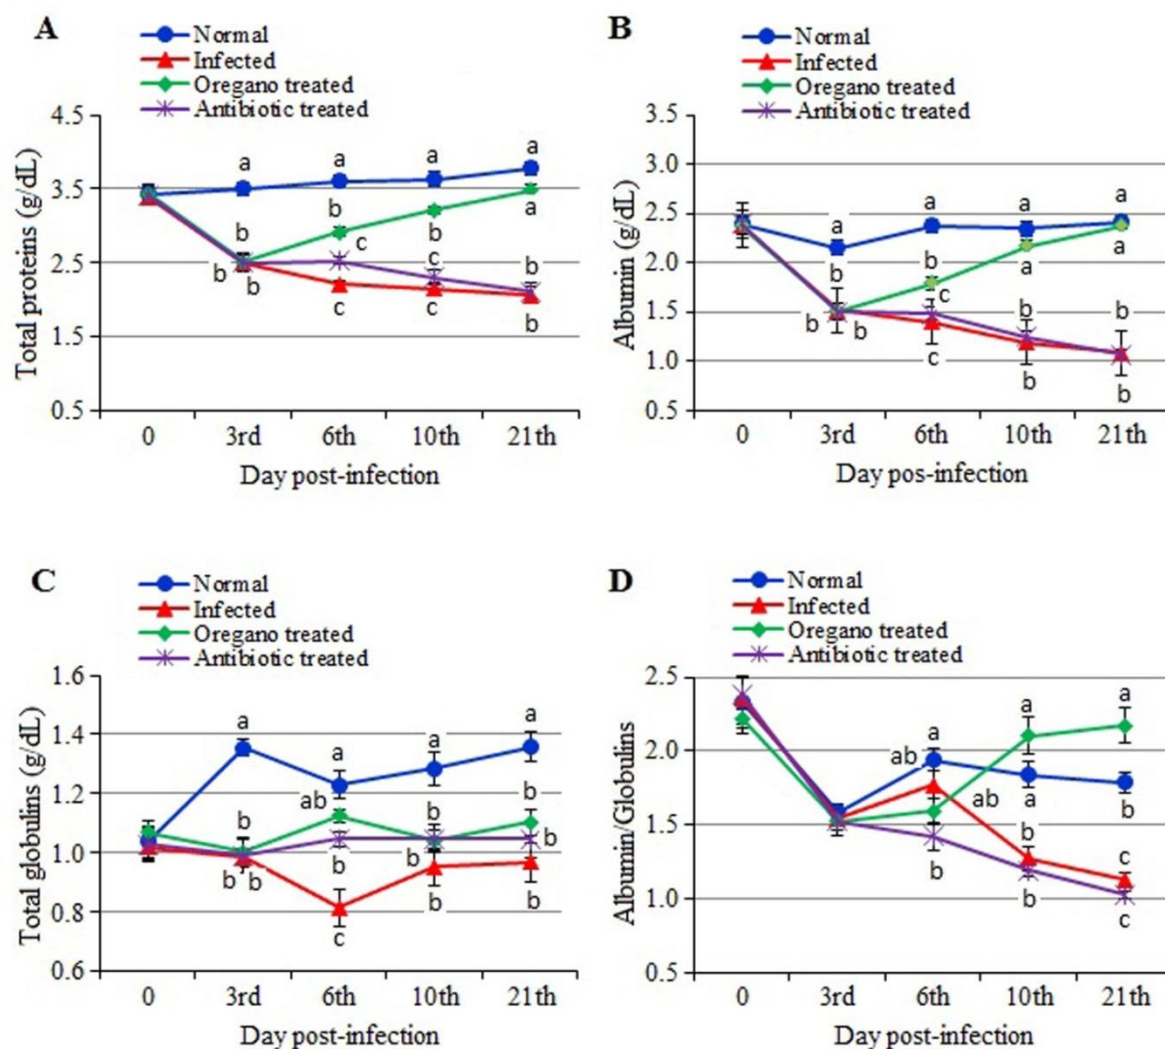 A
Normal
Infected
Oregano treated
Antibiotic treated
Total proteins (g/dL)
4.5
3.5
2.5
1.5
0.5
a
a
a
a
b
b
b
b
c
b
c
a
b
c
c
b
0 3rd 6th 10th 21th
Day post-infection
B
Normal
Infected
Oregano treated
Antibiotic treated
Albumin (g/dL)
3.5
3.0
2.5
2.0
1.5
1.0
0.5
a
a
a
a
b
b
b
b
c
c
a
b
b
a
b
b
0 3rd 6th 10th 21th
Day pos-infection
C
Normal
Infected
Oregano treated
Antibiotic treated
Total globulins (g/dL)
1.6
1.4
1.2
1.0
0.8
0.6
a
a
a
a
b
b
b
ab
b
c
b
b
b
b
b
b
0 3rd 6th 10th 21th
Day post-infection
D
Normal
Infected
Oregano treated
Antibiotic treated
Albumin/Globulins
2.5
2.0
1.5
1.0
0.5
a
ab
ab
b
a
a
b
b
a
b
c
c
0 3rd 6th 10th 21th
Day post-infection